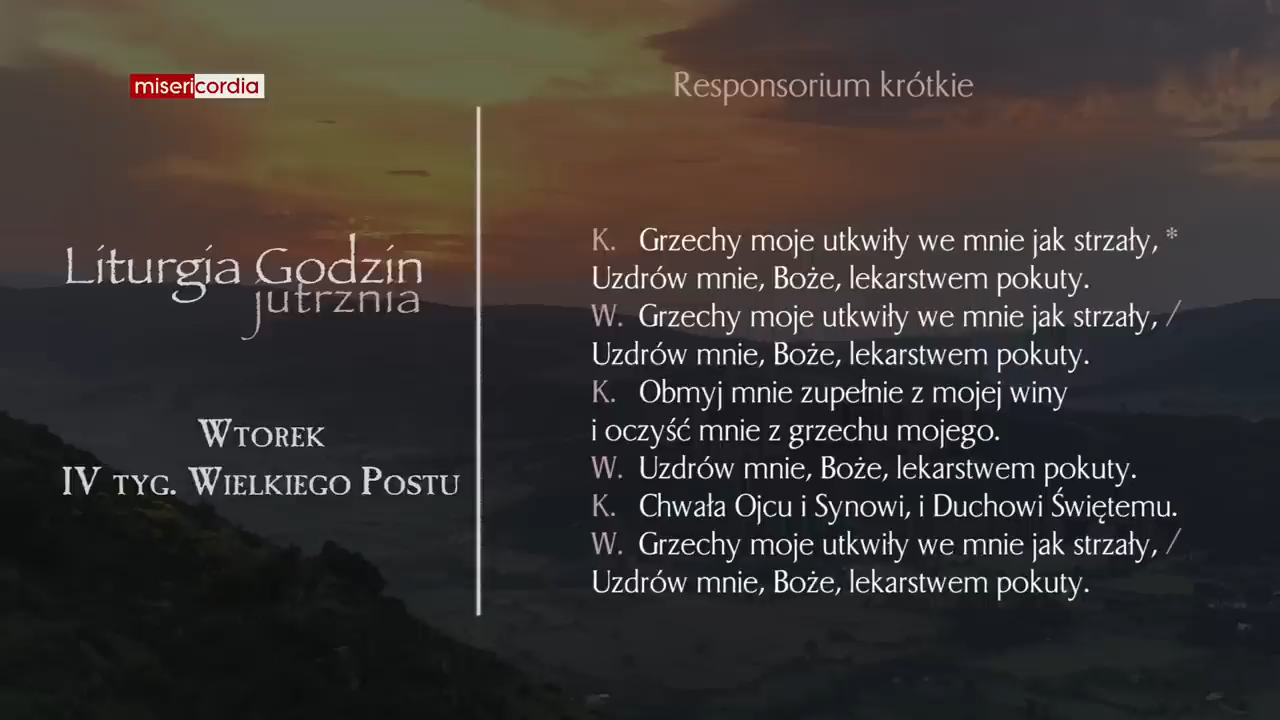 misericordia
Responsorium krótkie
Liturgia Godzin
jutrznia
Wtorek
IV tyg. Wielkiego Postu
K. Grzechy moje utkwiły we mnie jak strzały, *
Uzdrów mnie, Boże, lekarstwem pokuty.
W. Grzechy moje utkwiły we mnie jak strzały, /
Uzdrów mnie, Boże, lekarstwem pokuty.
K. Obmyj mnie zupełnie z mojej winy
i oczyść mnie z grzechu mojego.
W. Uzdrów mnie, Boże, lekarstwem pokuty.
K. Chwała Ojcu i Synowi, i Duchowi Świętemu.
W. Grzechy moje utkwiły we mnie jak strzały, /
Uzdrów mnie, Boże, lekarstwem pokuty.